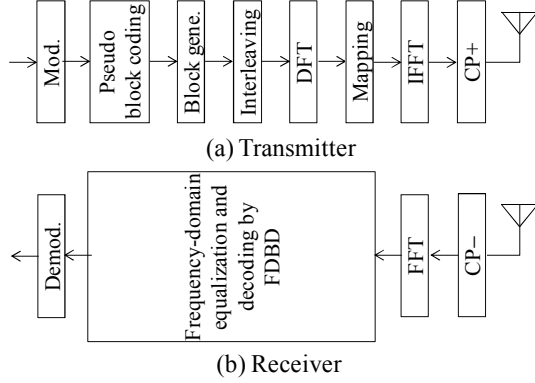 Mod.
Pseudo
block coding
Block gene.
Interleaving
DFT
Mapping
IFFT
CP+
(a) Transmitter
Demod.
Frequency-domain
equalization and
decoding by
FDBD
FFT
CP−
(b) Receiver